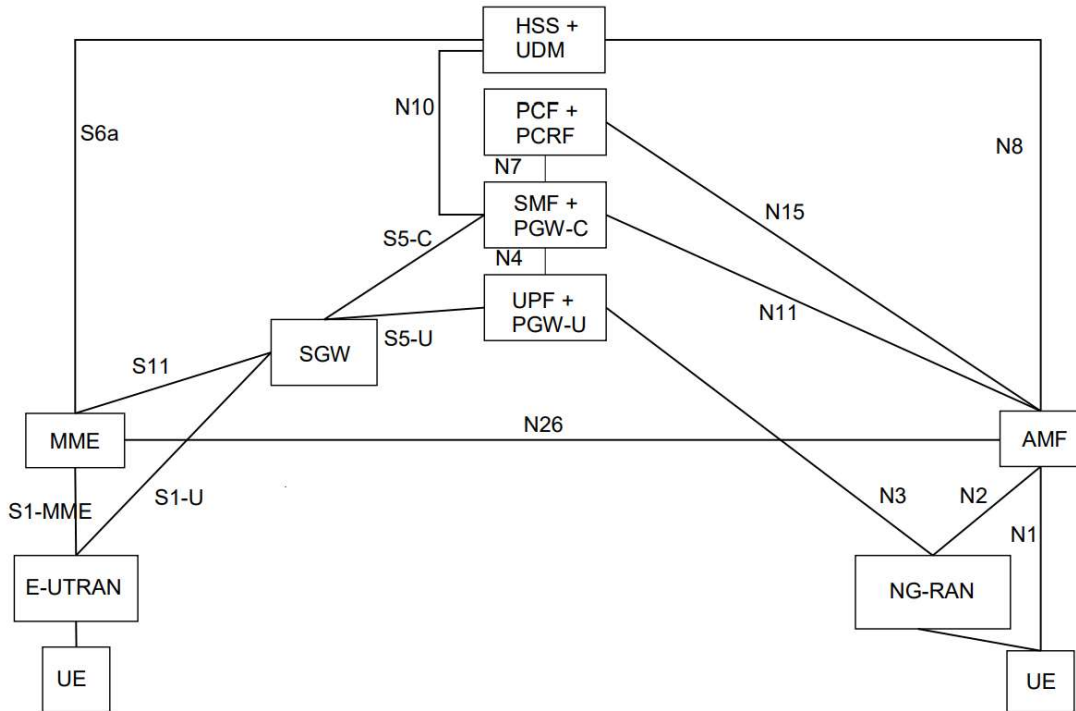 HSS +
UDM
N10
PCF +
PCRF
S6a
N8
N7
SMF +
PGW-C
N15
S5-C
N4
UPF +
PGW-U
N11
S5-U
SGW
S11
MME
N26
AMF
S1-U
N3
N2
S1-MME
N1
E-UTRAN
NG-RAN
UE
UE